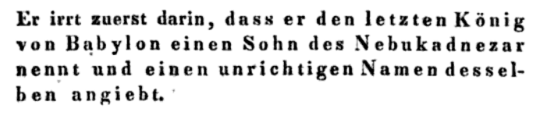 Er irrt zuerst darin, dass er den letzten König
von Babylon einen Sohn des Nebukadnezar
nennt und einen unrichtigen Namen dessel-
ben angiebt.